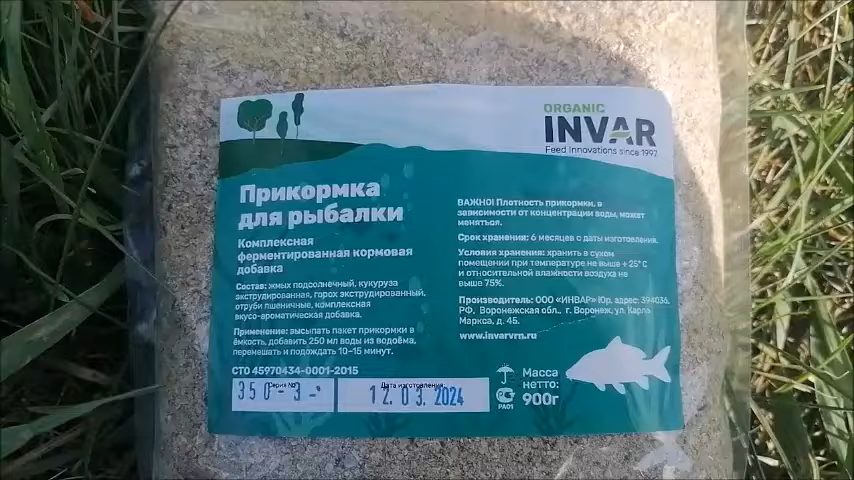 ORGANIC
INVAR
Feed Innovations since 1997
Прикормка
для рыбалки
Комплексная
ферментированная кормовая
добавка
Состав: жмых подсолнечный, кукуруза
экструдированная, горох экструдированный,
отруби пшеничные, комплексная
вкусо-ароматическая добавка.
Применение: высыпать пакет прикормки в
ёмкость, добавить 250 мл воды из водоёма,
перемешать и подождать 10-15 минут.
СТО 45970434-0001-2015
Серия №
350-3-
Дата изготовления:
12.03.2024
ВАЖНО! Плотность прикормки, в
зависимости от концентрации воды, может
меняться.
Срок хранения: 6 месяцев с даты изготовления.
Условия хранения: хранить в сухом
помещении при температуре не выше +25°С
и относительной влажности воздуха не
выше 75%.
Производитель: ООО «ИНВАР» Юр. адрес: 394036,
РФ, Воронежская обл., г. Воронеж, ул. Карла
Маркса, д. 45.
www.invarvrn.ru
РА01
Масса
нетто:
900г